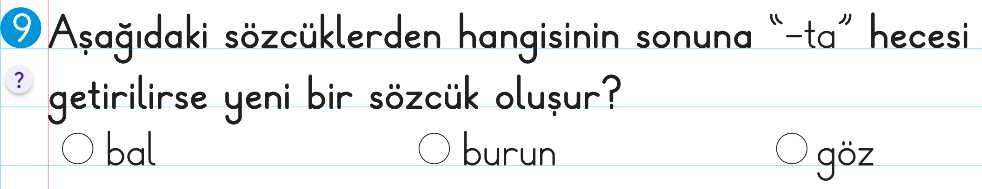 9 Aşağıdaki sözcüklerden hangisinin sonuna “-ta” hecesi
? getirilirse yeni bir sözcük oluşur?
bal burun göz